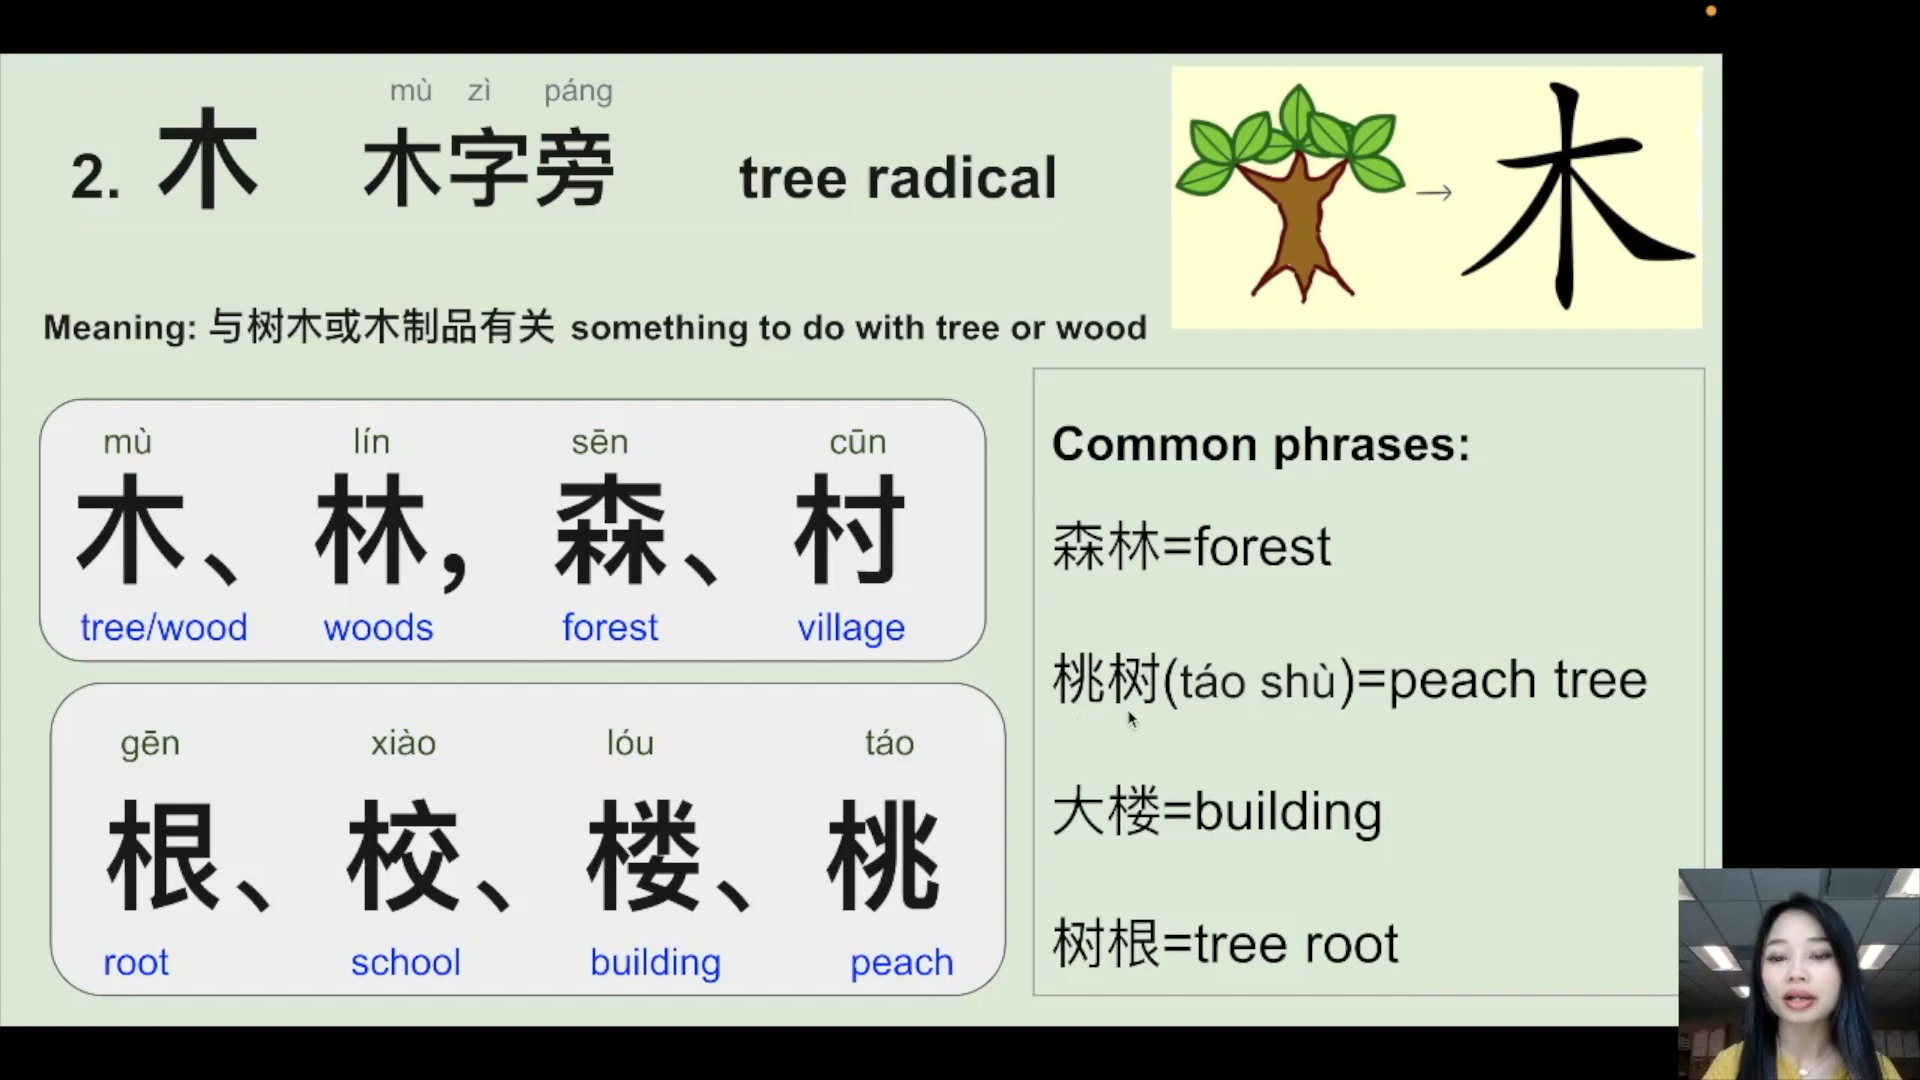 mù zì páng
2. 木 木字旁 tree radical
木
Meaning: 与树木或木制品有关 something to do with tree or wood
mù lín sēn cūn
木、林，森、村
tree/wood woods forest village
gēn xiào lóu táo
根、校、楼、桃
root school building peach
Common phrases:
森林=forest
桃树(táo shù)=peach tree
大楼=building
树根=tree root